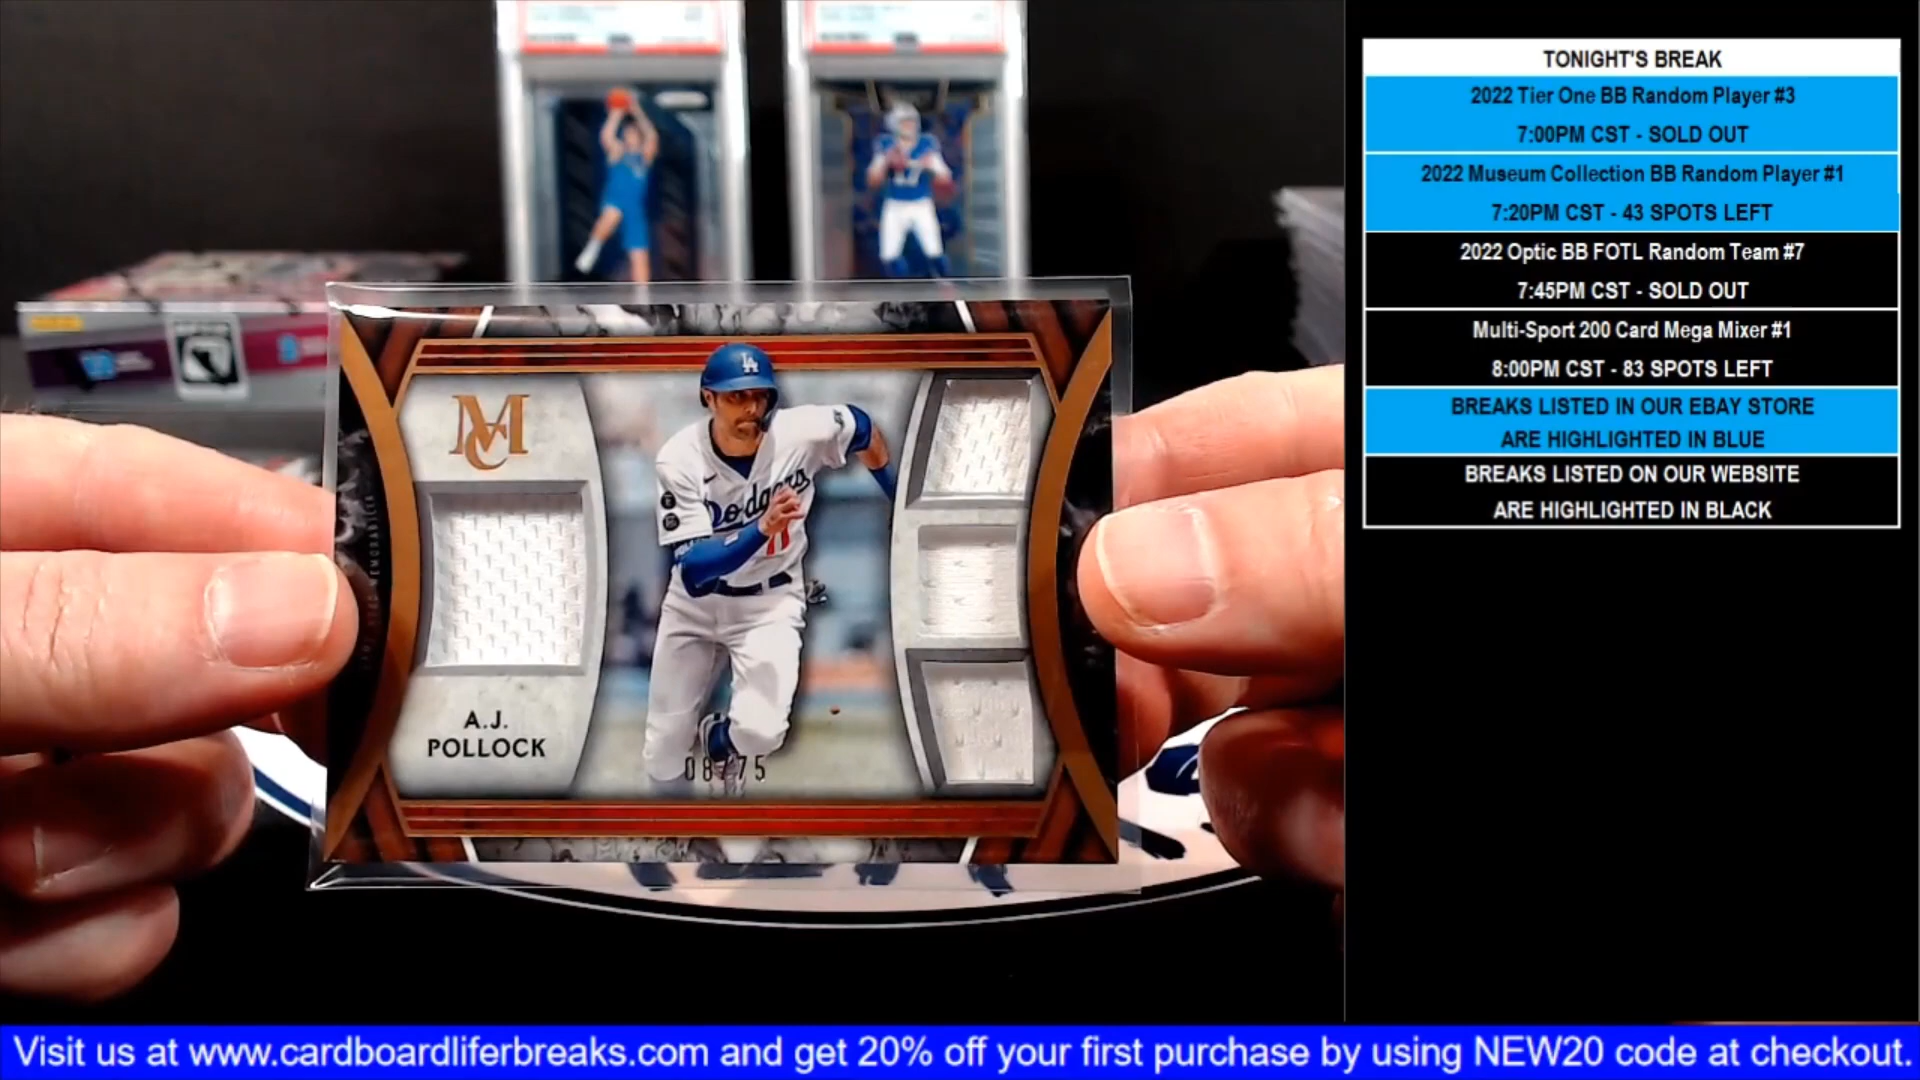 TONIGHT'S BREAK
2022 Tier One BB Random Player #3
7:00PM CST - SOLD OUT
2022 Museum Collection BB Random Player #1
7:20PM CST - 43 SPOTS LEFT
2022 Optic BB FOTL Random Team #7
7:45PM CST - SOLD OUT
Multi-Sport 200 Card Mega Mixer #1
8:00PM CST - 83 SPOTS LEFT
BREAKS LISTED IN OUR EBAY STORE
ARE HIGHLIGHTED IN BLUE
BREAKS LISTED ON OUR WEBSITE
ARE HIGHLIGHTED IN BLACK
MC
LA
Dodgers
11
A.J.
POLLOCK
08/75
Visit us at www.cardboardliferbreaks.com and get 20% off your first purchase by using NEW20 code at checkout.